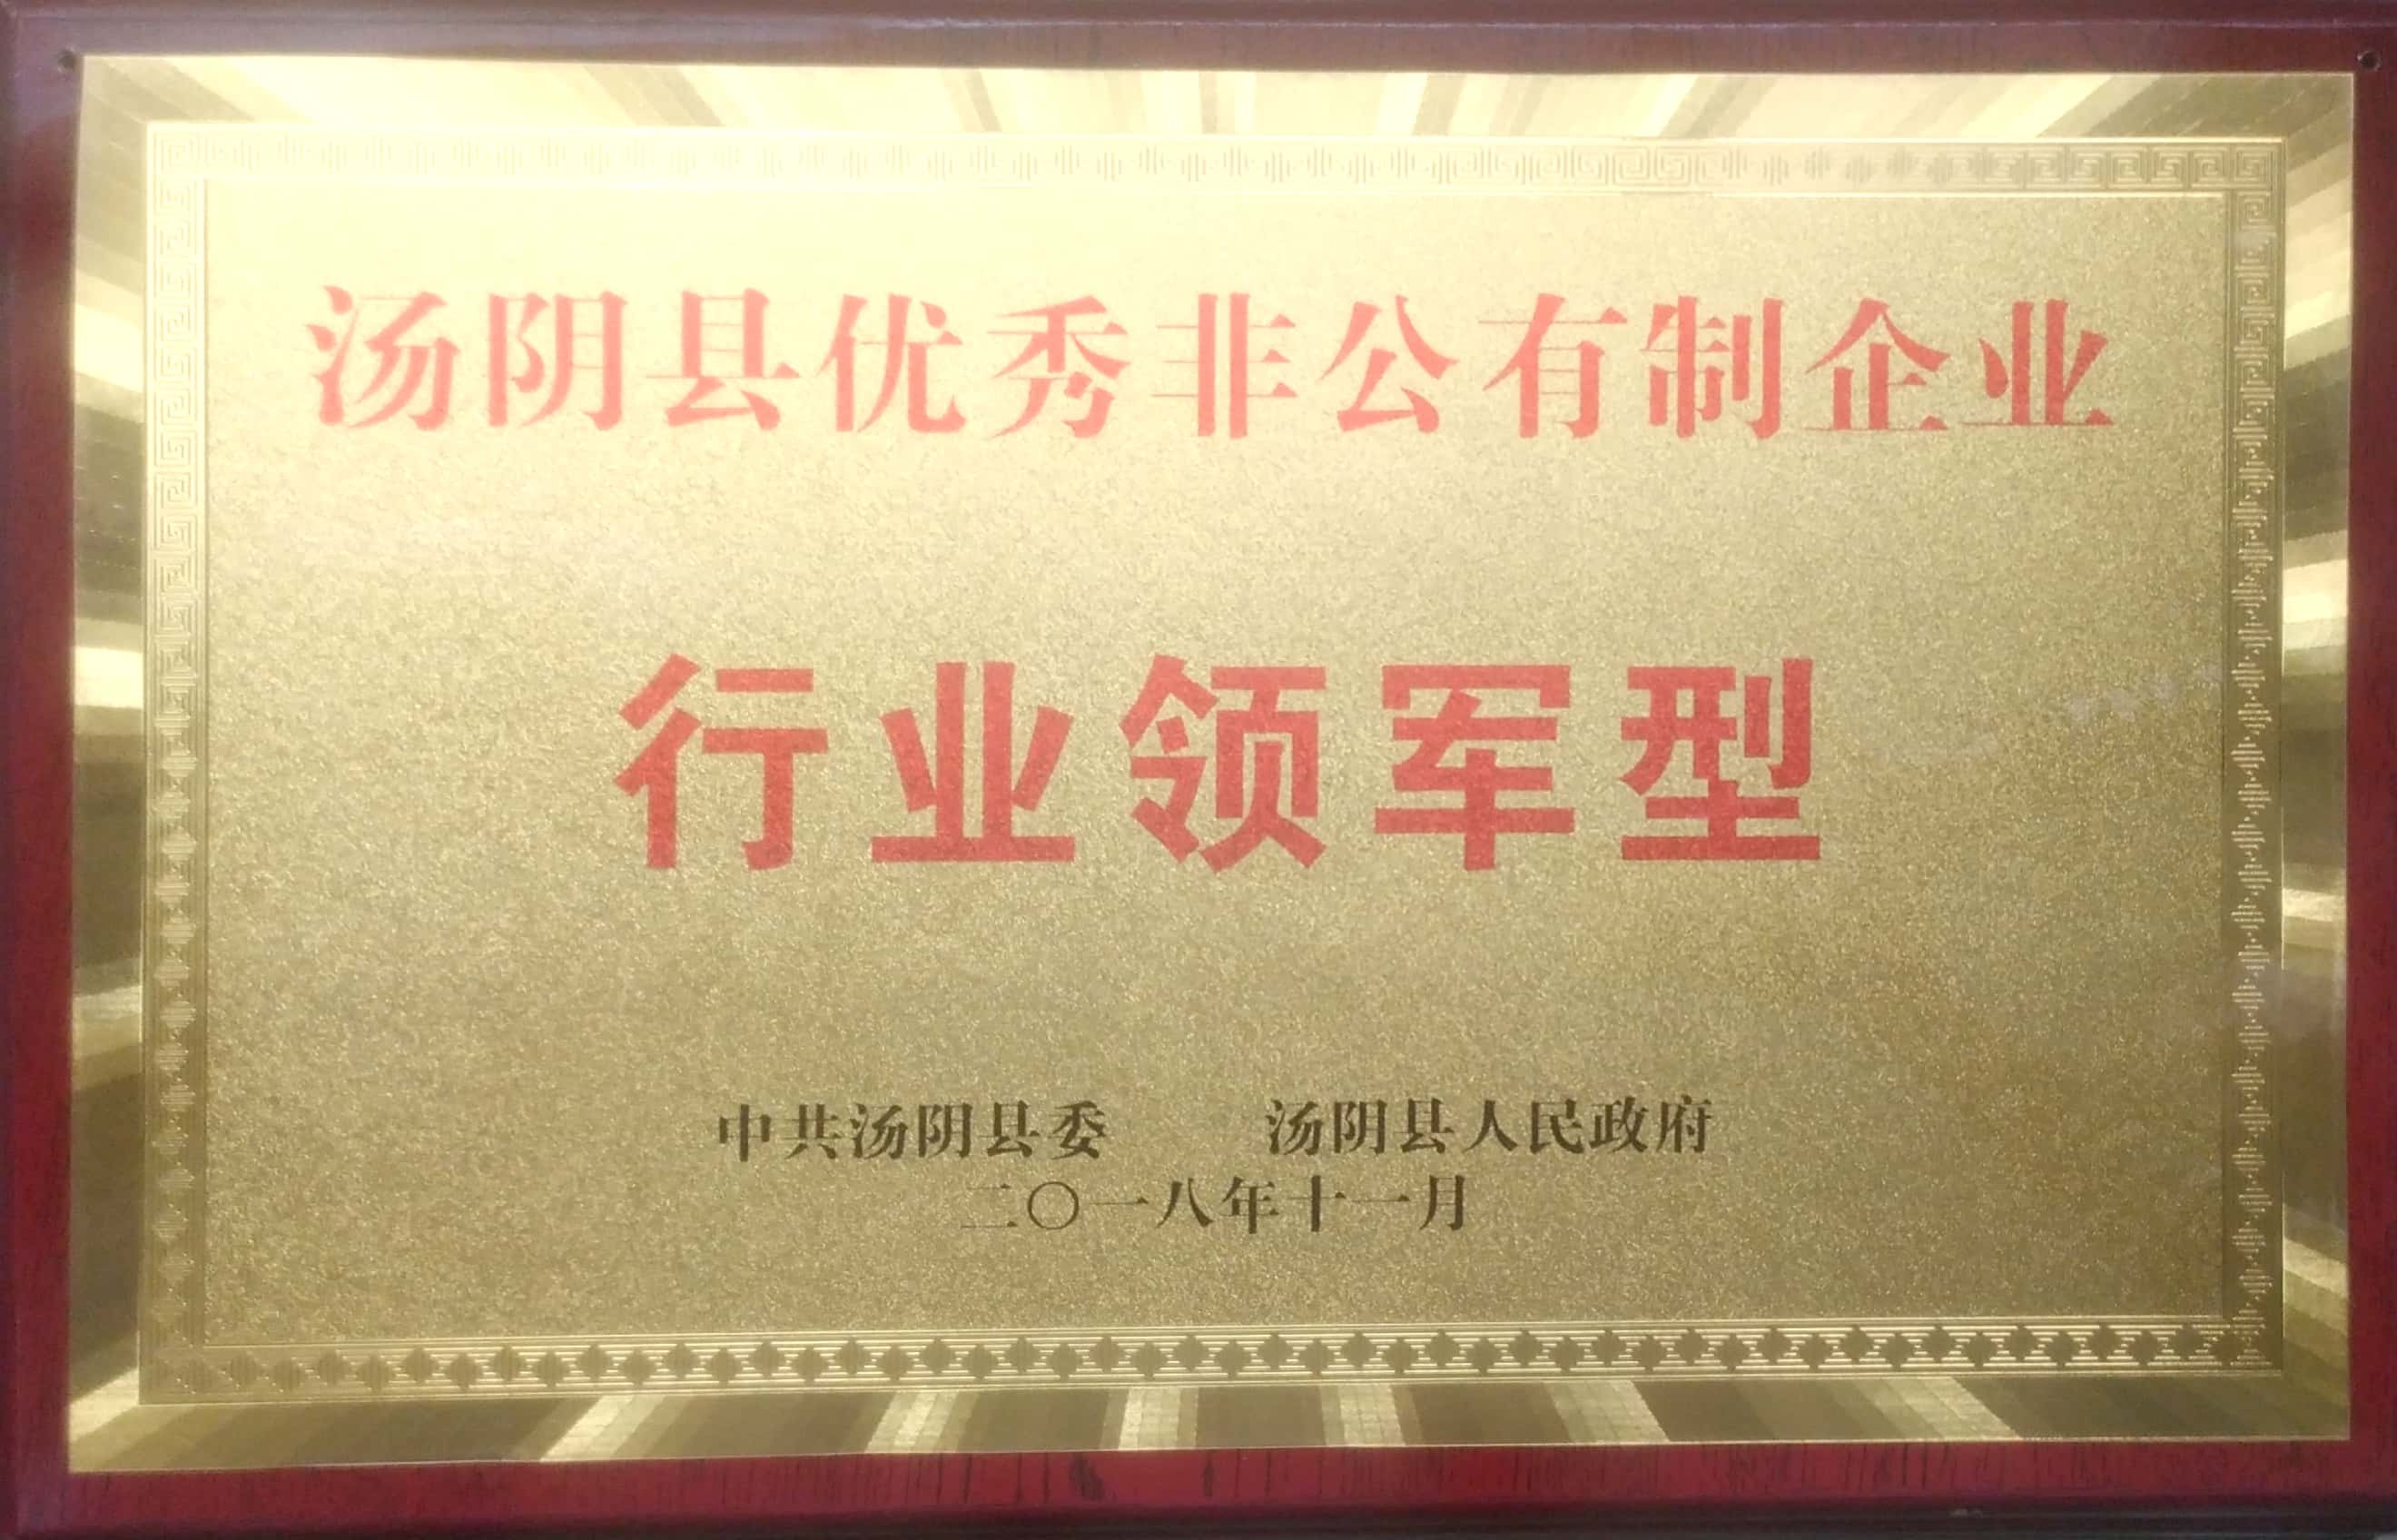 汤阴县优秀非公有制企业
行业领军型
中共汤阴县委 汤阴县人民政府
二〇一八年十一月